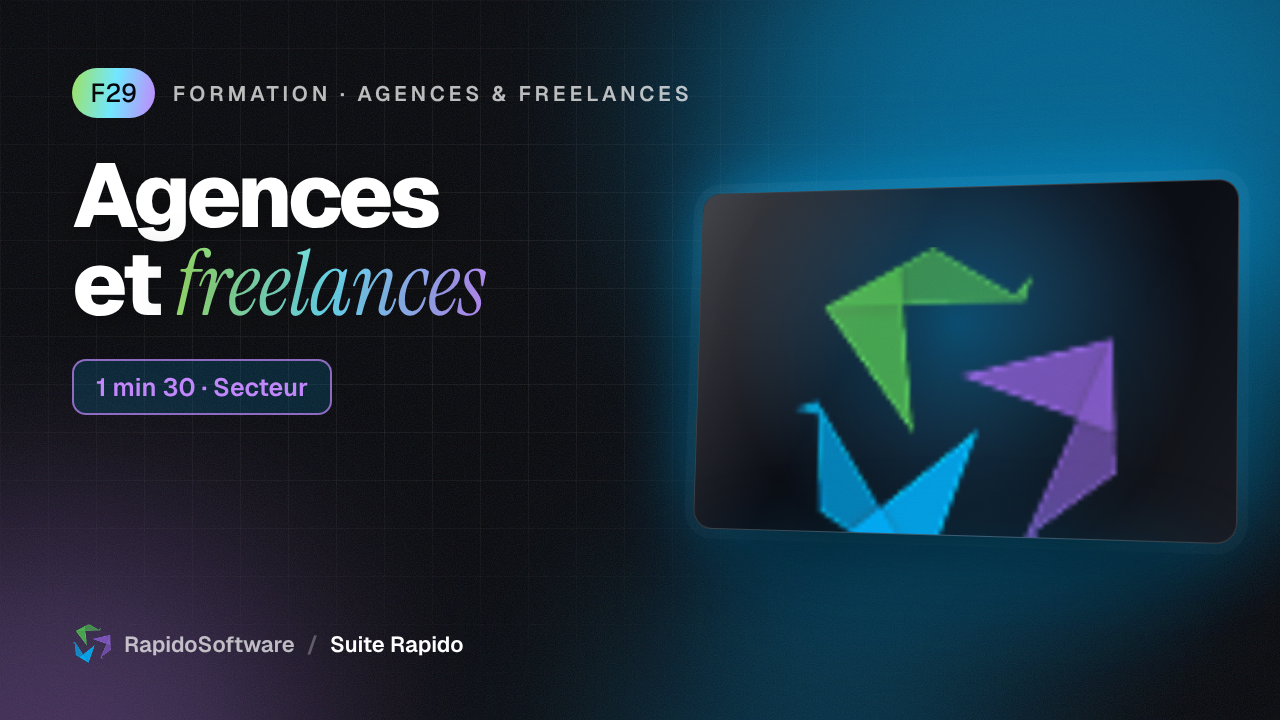 F29 FORMATION · AGENCES & FREELANCES
Agences
et freelances
1 min 30 · Secteur
RapidoSoftware / Suite Rapido